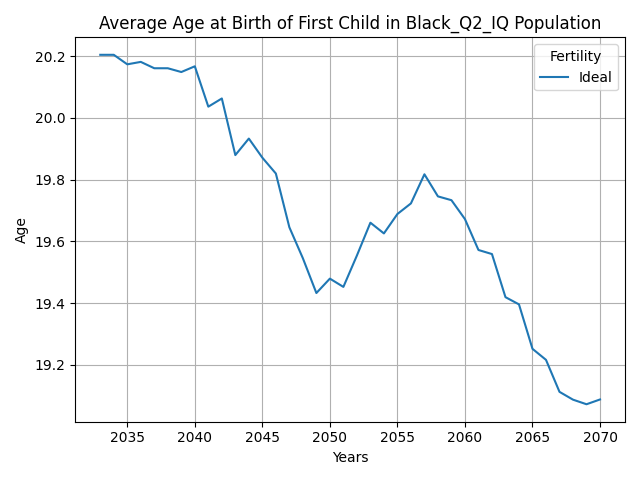 Average Age at Birth of First Child in Black_Q2_IQ Population
Fertility
Ideal
20.2
20.0
19.8
19.6
19.4
19.2
Age
2035
2040
2045
2050
2055
2060
2065
2070
Years